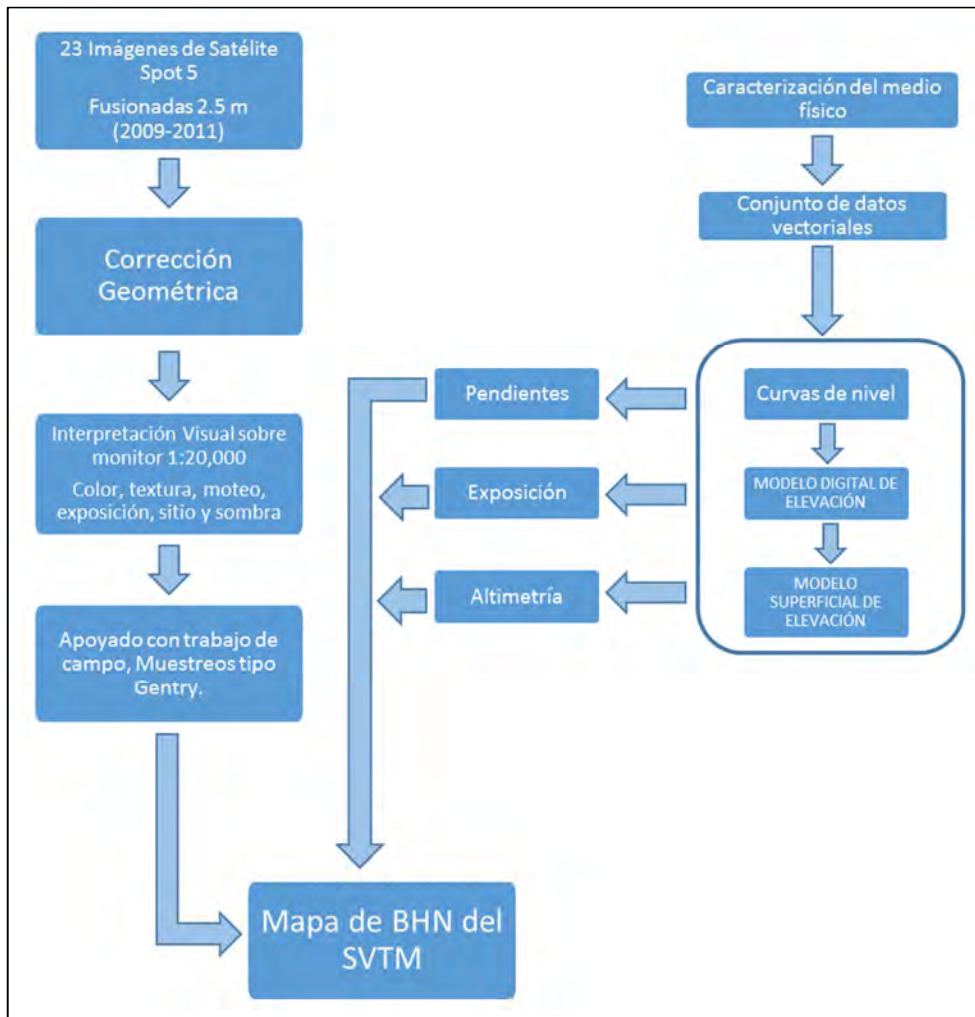 23 Imágenes de Satélite
Spot 5
Fusionadas 2.5 m
(2009-2011)
Corrección
Geométrica
Interpretación Visual sobre
monitor 1:20,000
Color, textura, moteo,
exposición, sitio y sombra
Apoyado con trabajo de
campo, Muestreos tipo
Gentry.
Caracterización del medio
físico
Conjunto de datos
vectoriales
Curvas de nivel
MODELO DIGITAL DE
ELEVACIÓN
MODELO
SUPERFICIAL DE
ELEVACIÓN
Pendientes
Exposición
Altimetría
Mapa de BHN del
SVTM